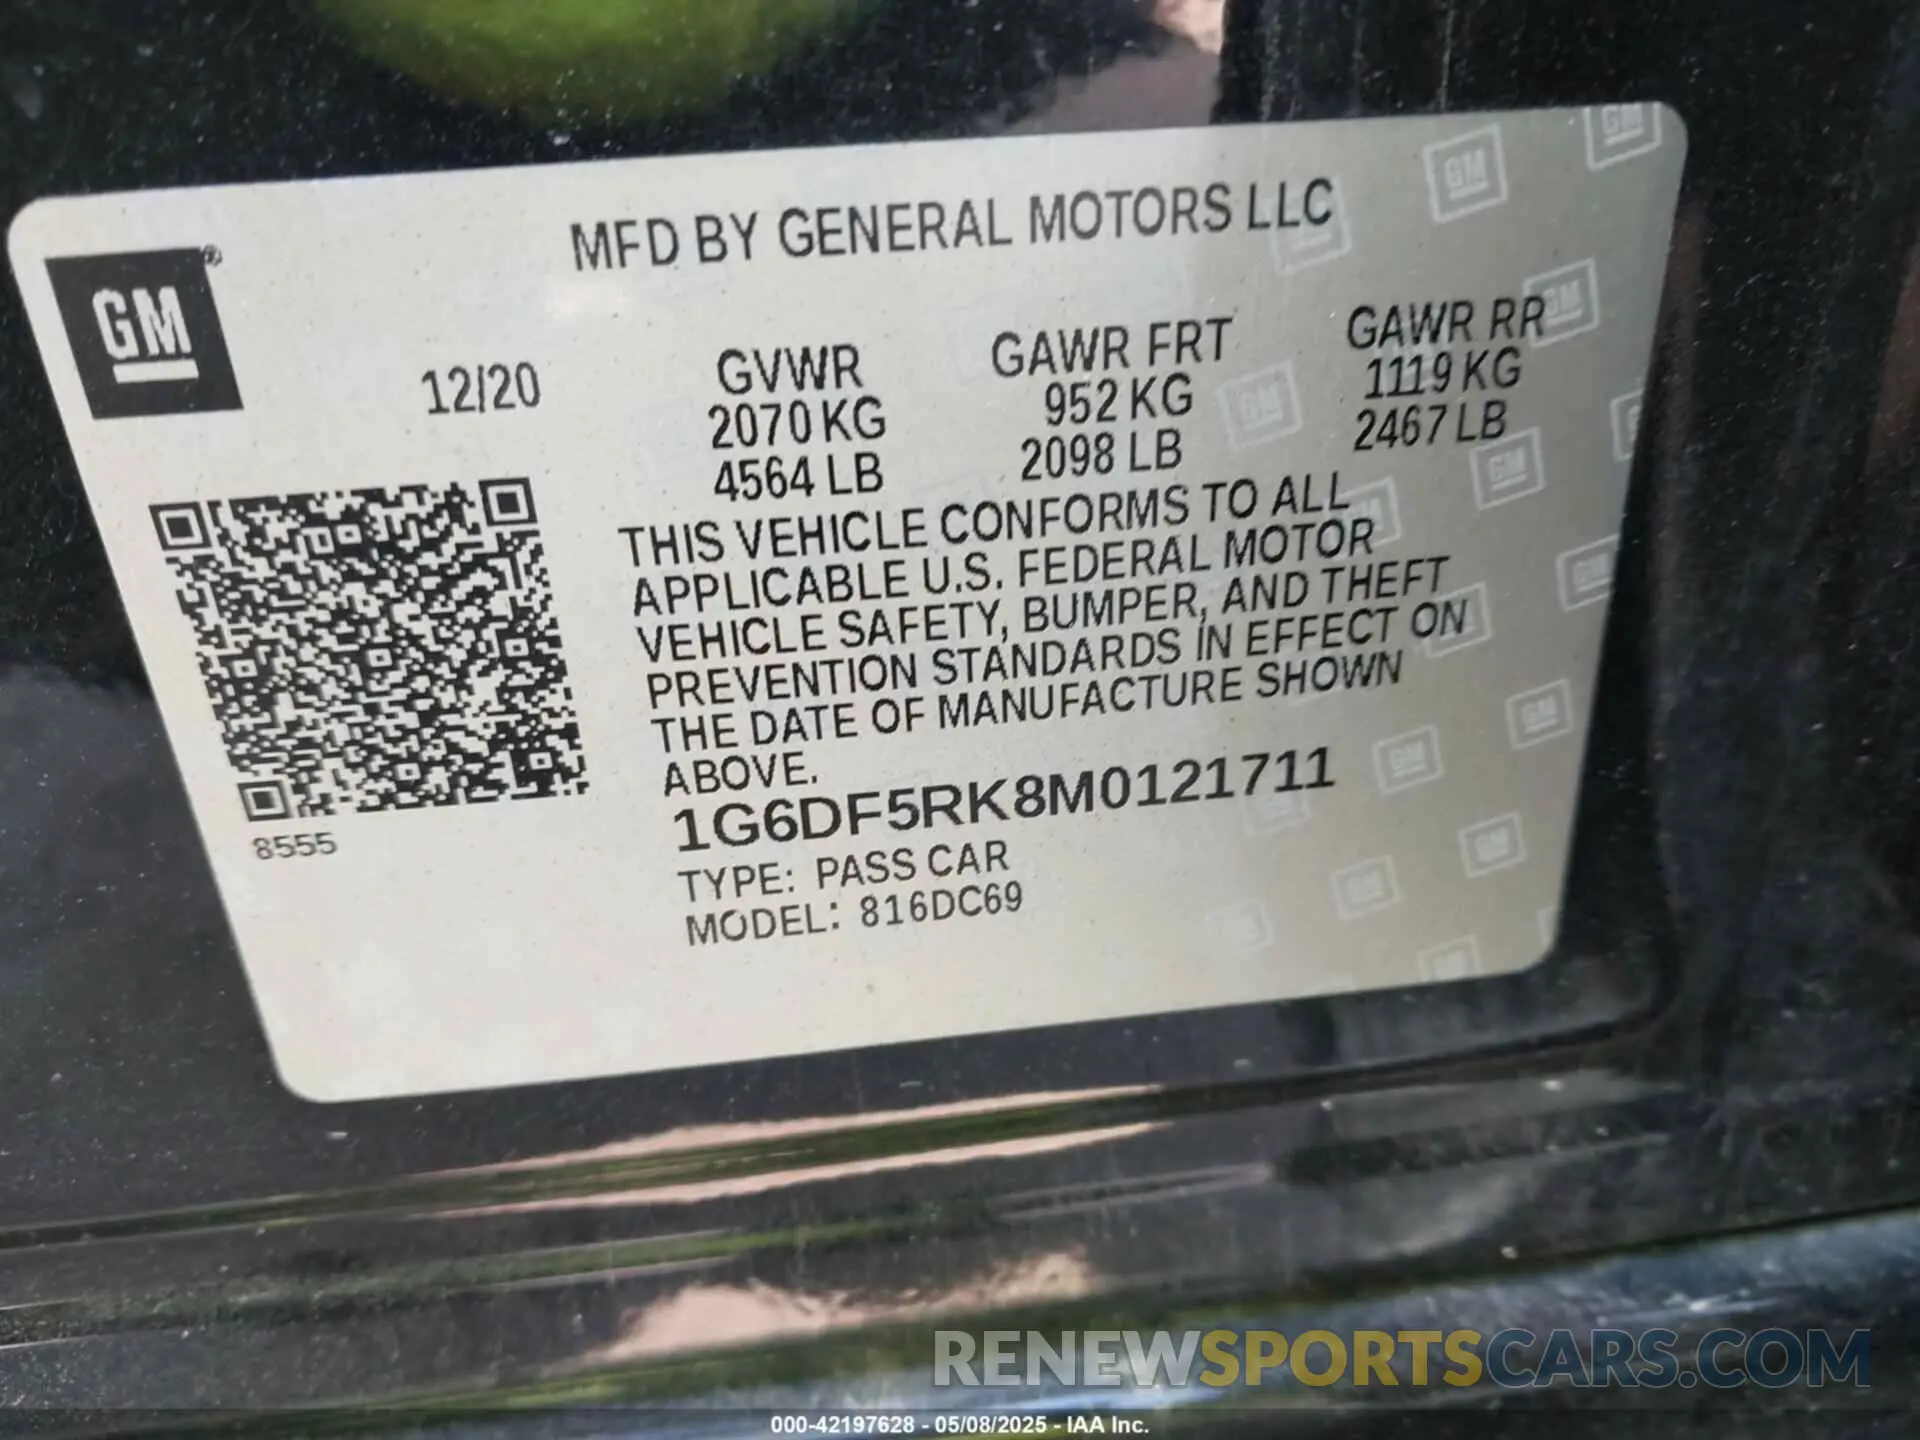 MFD BY GENERAL MOTORS LLC
GM®
12/20
GVWR
2070 KG
4564 LB
GAWR FRT
952 KG
2098 LB
GAWR RR
1119 KG
2467 LB
THIS VEHICLE CONFORMS TO ALL
APPLICABLE U.S. FEDERAL MOTOR
VEHICLE SAFETY, BUMPER, AND THEFT
PREVENTION STANDARDS IN EFFECT ON
THE DATE OF MANUFACTURE SHOWN
ABOVE.
1G6DF5RK8M0121711
TYPE: PASS CAR
MODEL: 816DC69
8555
RENEWSPORTSCARS.COM
000-42197628 - 05/08/2025 - IAA Inc.